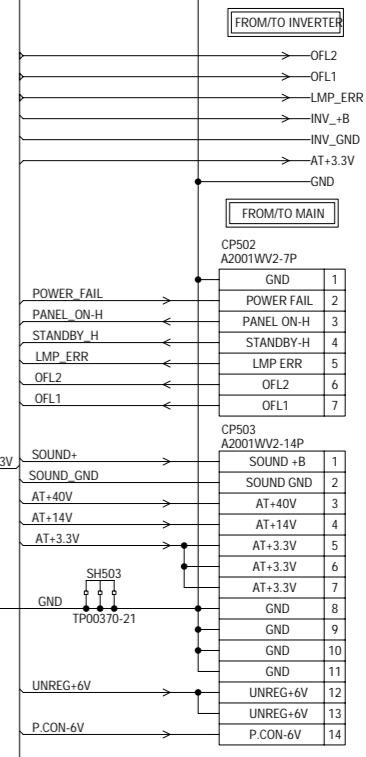 FROM/TO INVERTER
OFL2
OFL1
LMP_ERR
INV_+B
INV_GND
AT+3.3V
GND
FROM/TO MAIN
CP502
A2001WV2-7P
GND 1
POWER_FAIL POWER FAIL 2
PANEL_ON-H PANEL ON-H 3
STANDBY_H STANDBY-H 4
LMP_ERR LMP ERR 5
OFL2 OFL2 6
OFL1 OFL1 7
CP503
A2001WV2-14P
3V SOUND+ SOUND +B 1
SOUND_GND SOUND GND 2
AT+40V AT+40V 3
AT+14V AT+14V 4
AT+3.3V AT+3.3V 5
AT+3.3V 6
SH503 AT+3.3V 7
GND GND 8
TP00370-21 GND 9
GND 10
GND 11
UNREG+6V UNREG+6V 12
UNREG+6V 13
P.CON-6V P.CON-6V 14